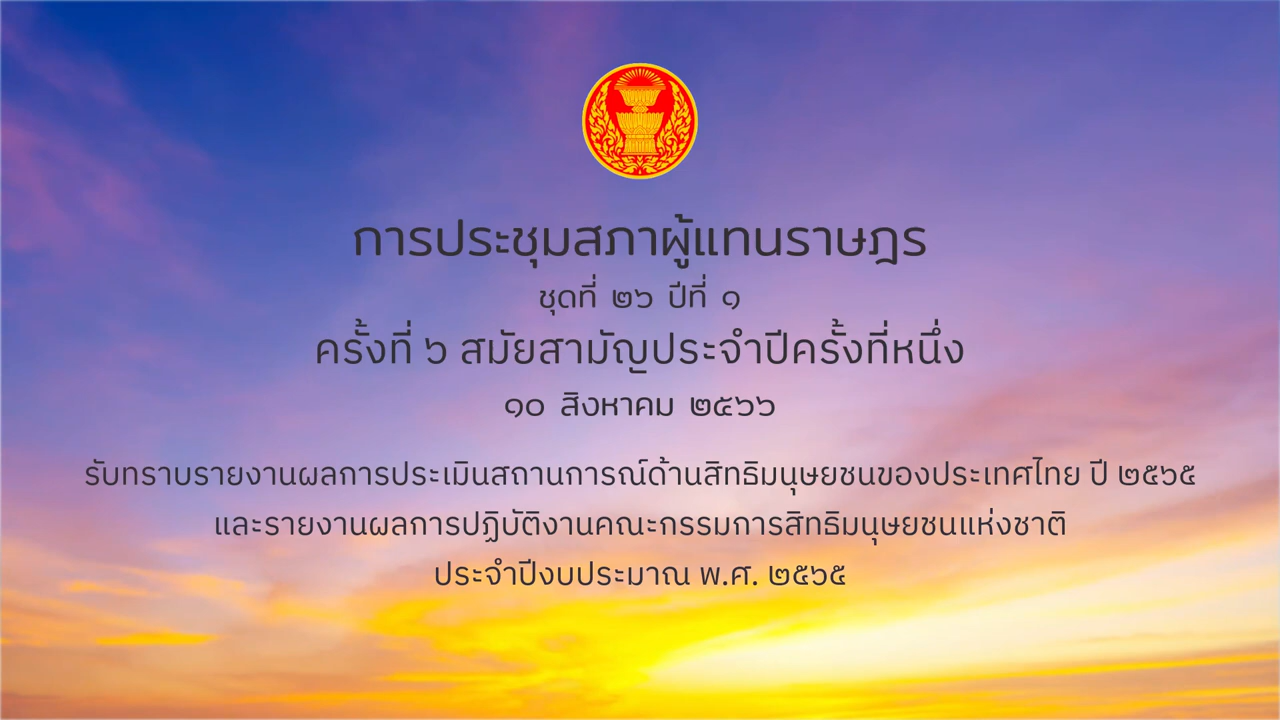 การประชุมสภาผู้แทนราษฎร
ชุดที่ ๒๖ ปีที่ ๑
ครั้งที่ ๖ สมัยสามัญประจำปีครั้งที่หนึ่ง
๑๐ สิงหาคม ๒๕๖๖
รับทราบรายงานผลการประเมินสถานการณ์ด้านสิทธิมนุษยชนของประเทศไทย ปี ๒๕๖๕
และรายงานผลการปฏิบัติงานคณะกรรมการสิทธิมนุษยชนแห่งชาติ
ประจำปีงบประมาณ พ.ศ. ๒๕๖๕